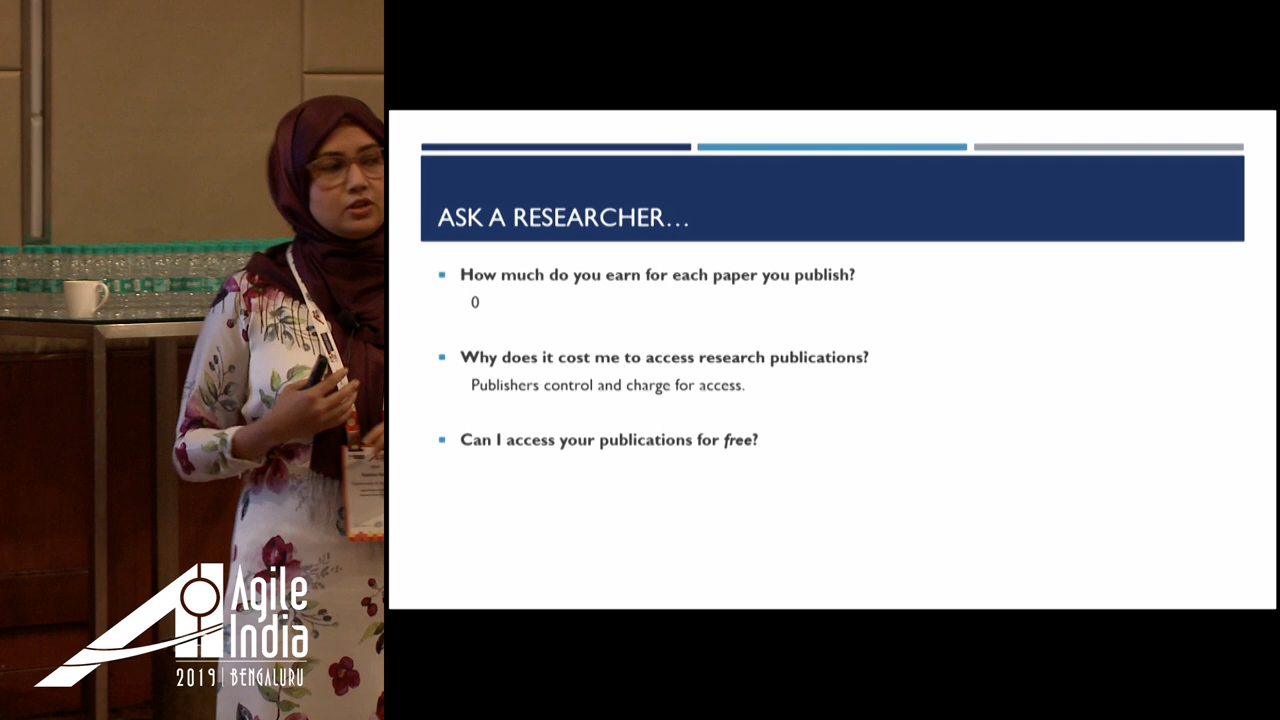 ASK A RESEARCHER...
How much do you earn for each paper you publish?
0
Why does it cost me to access research publications?
Publishers control and charge for access.
Can I access your publications for free?
Agile
India
2019 | BENGALURU